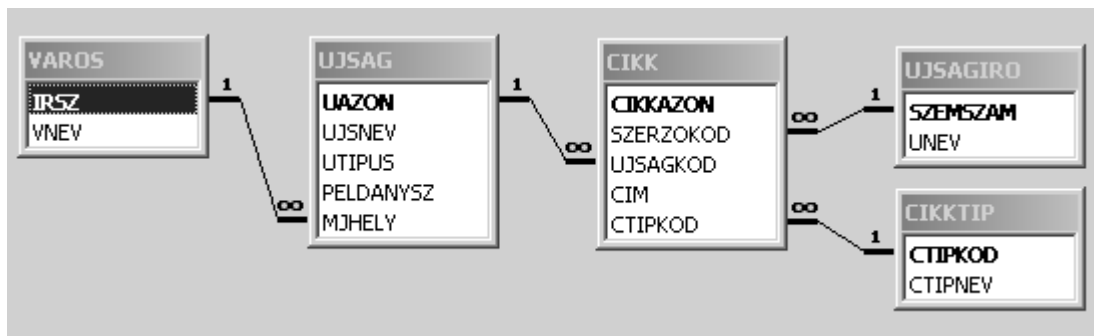 VAROS
IRSZ
VNEV
1
∞
UJSAG
UAZON
UJSNEV
UTIPUS
PELDANYSZ
MJHELY
1
∞
CIKK
CIKKAZON
SZERZOKOD
UJSAGKOD
CIM
CTIPKOD
∞
1
∞
1
UJSAGIRO
SZEMSZAM
UNEV
CIKKTIP
CTIPKOD
CTIPNEV